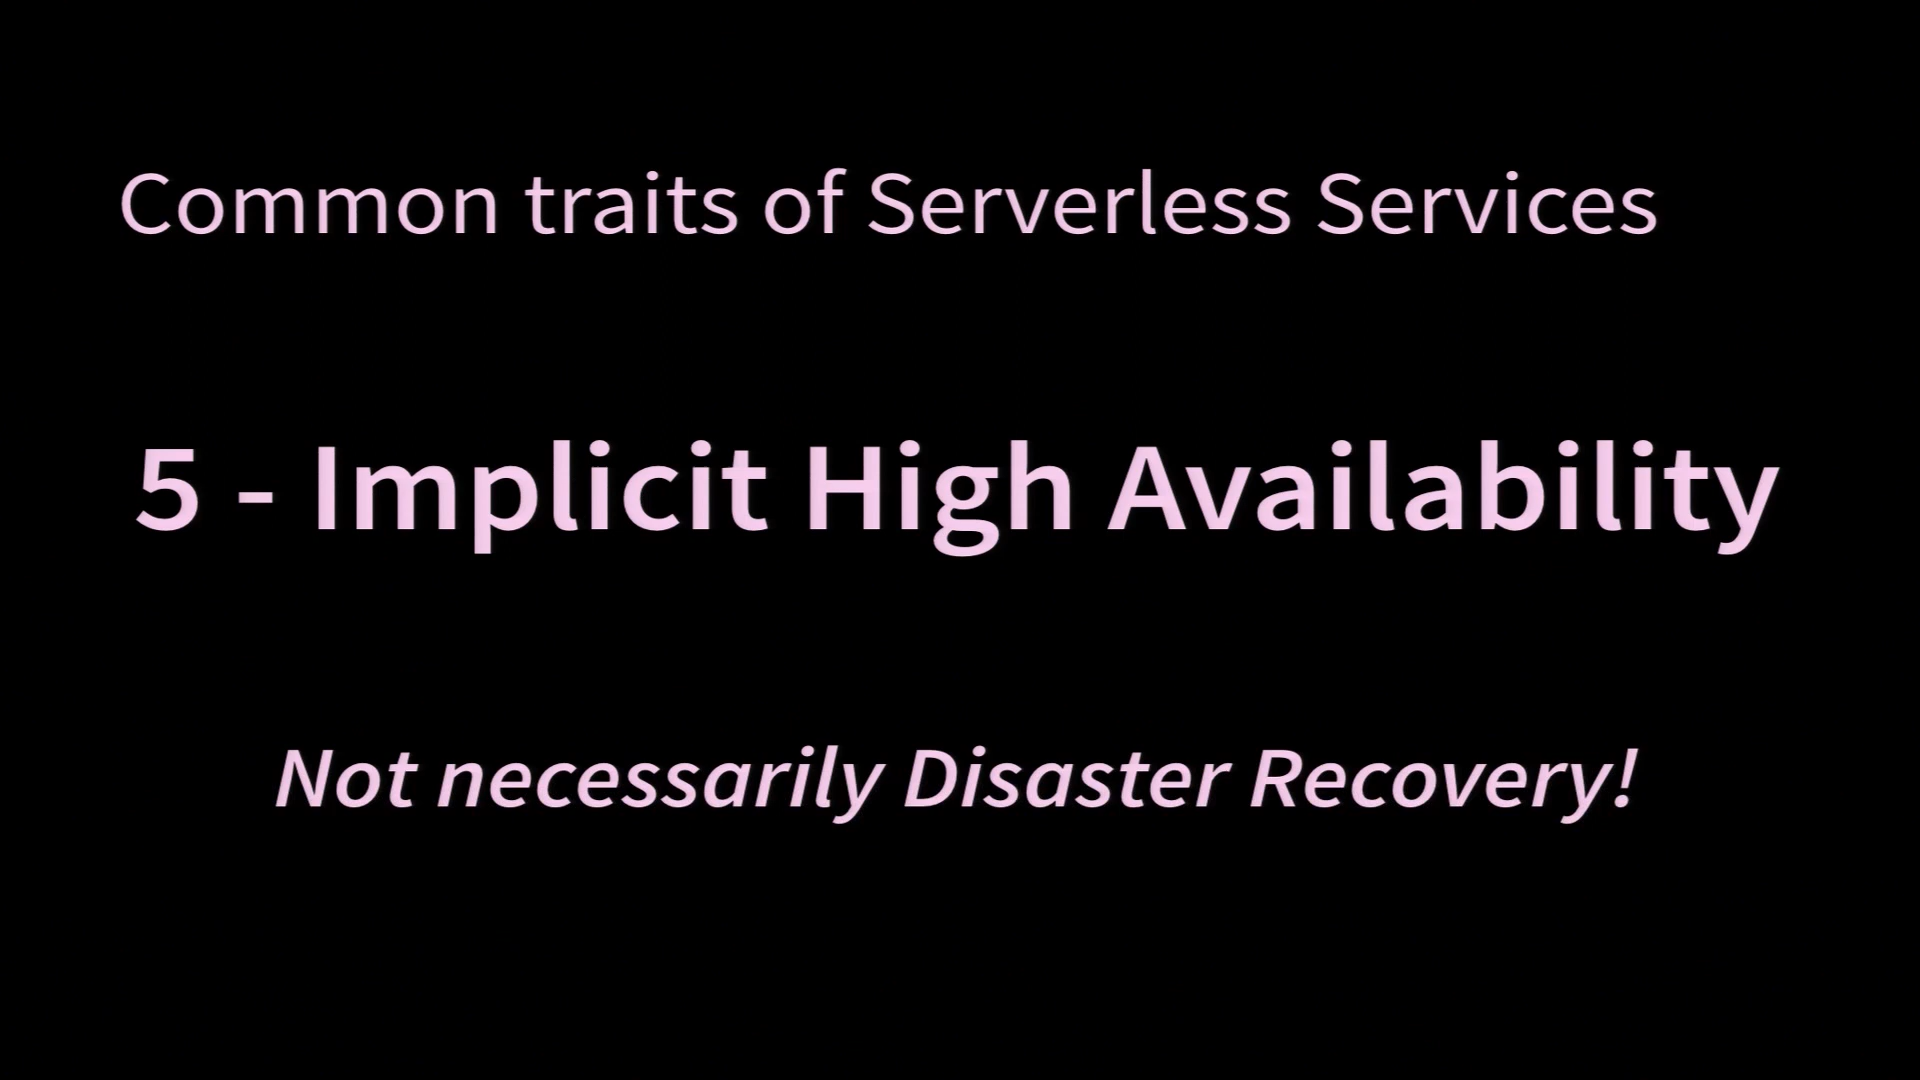 Common traits of Serverless Services
5 - Implicit High Availability
Not necessarily Disaster Recovery!